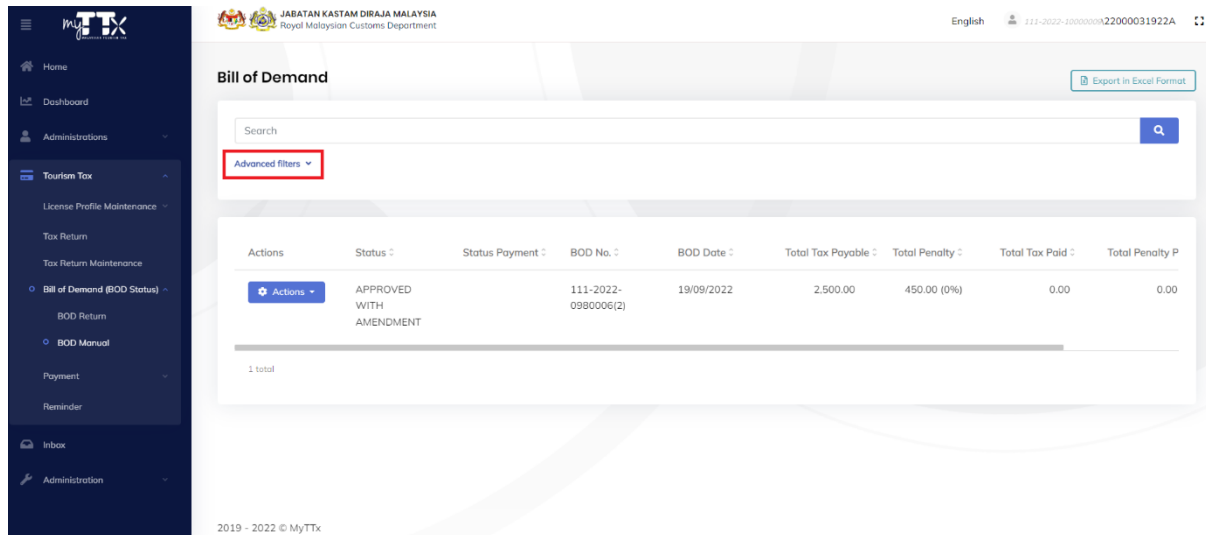 myTTX
JABATAN KASTAM DIRAJA MALAYSIA
Royal Malaysian Customs Department
English
111-2022-10000009\22000031922A
Home
Dashboard
Administrations
Tourism Tax
License Profile Maintenance
Tax Return
Tax Return Maintenance
Bill of Demand (BOD Status)
BOD Return
BOD Manual
Payment
Reminder
Inbox
Administration
Bill of Demand
Export in Excel Format
Search
Advanced filters
Actions Status Status Payment BOD No. BOD Date Total Tax Payable Total Penalty Total Tax Paid Total Penalty P
Actions APPROVED 111-2022- 19/09/2022 2.500.00 450.00 (0%) 0.00 0.00
WITH 0980006(2)
AMENDMENT
1 total
2019 - 2022 © MyTTx